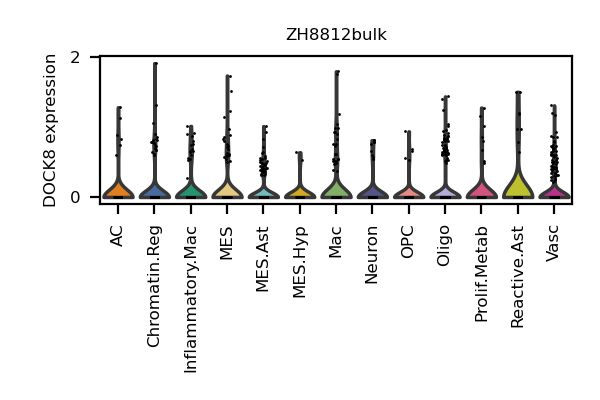 ZH8812bulk
DOCK8 expression
2
0
AC
Chromatin.Reg
Inflammatory.Mac
MES
MES.Ast
MES.Hyp
Mac
Neuron
OPC
Oligo
Prolif.Metab
Reactive.Ast
Vasc